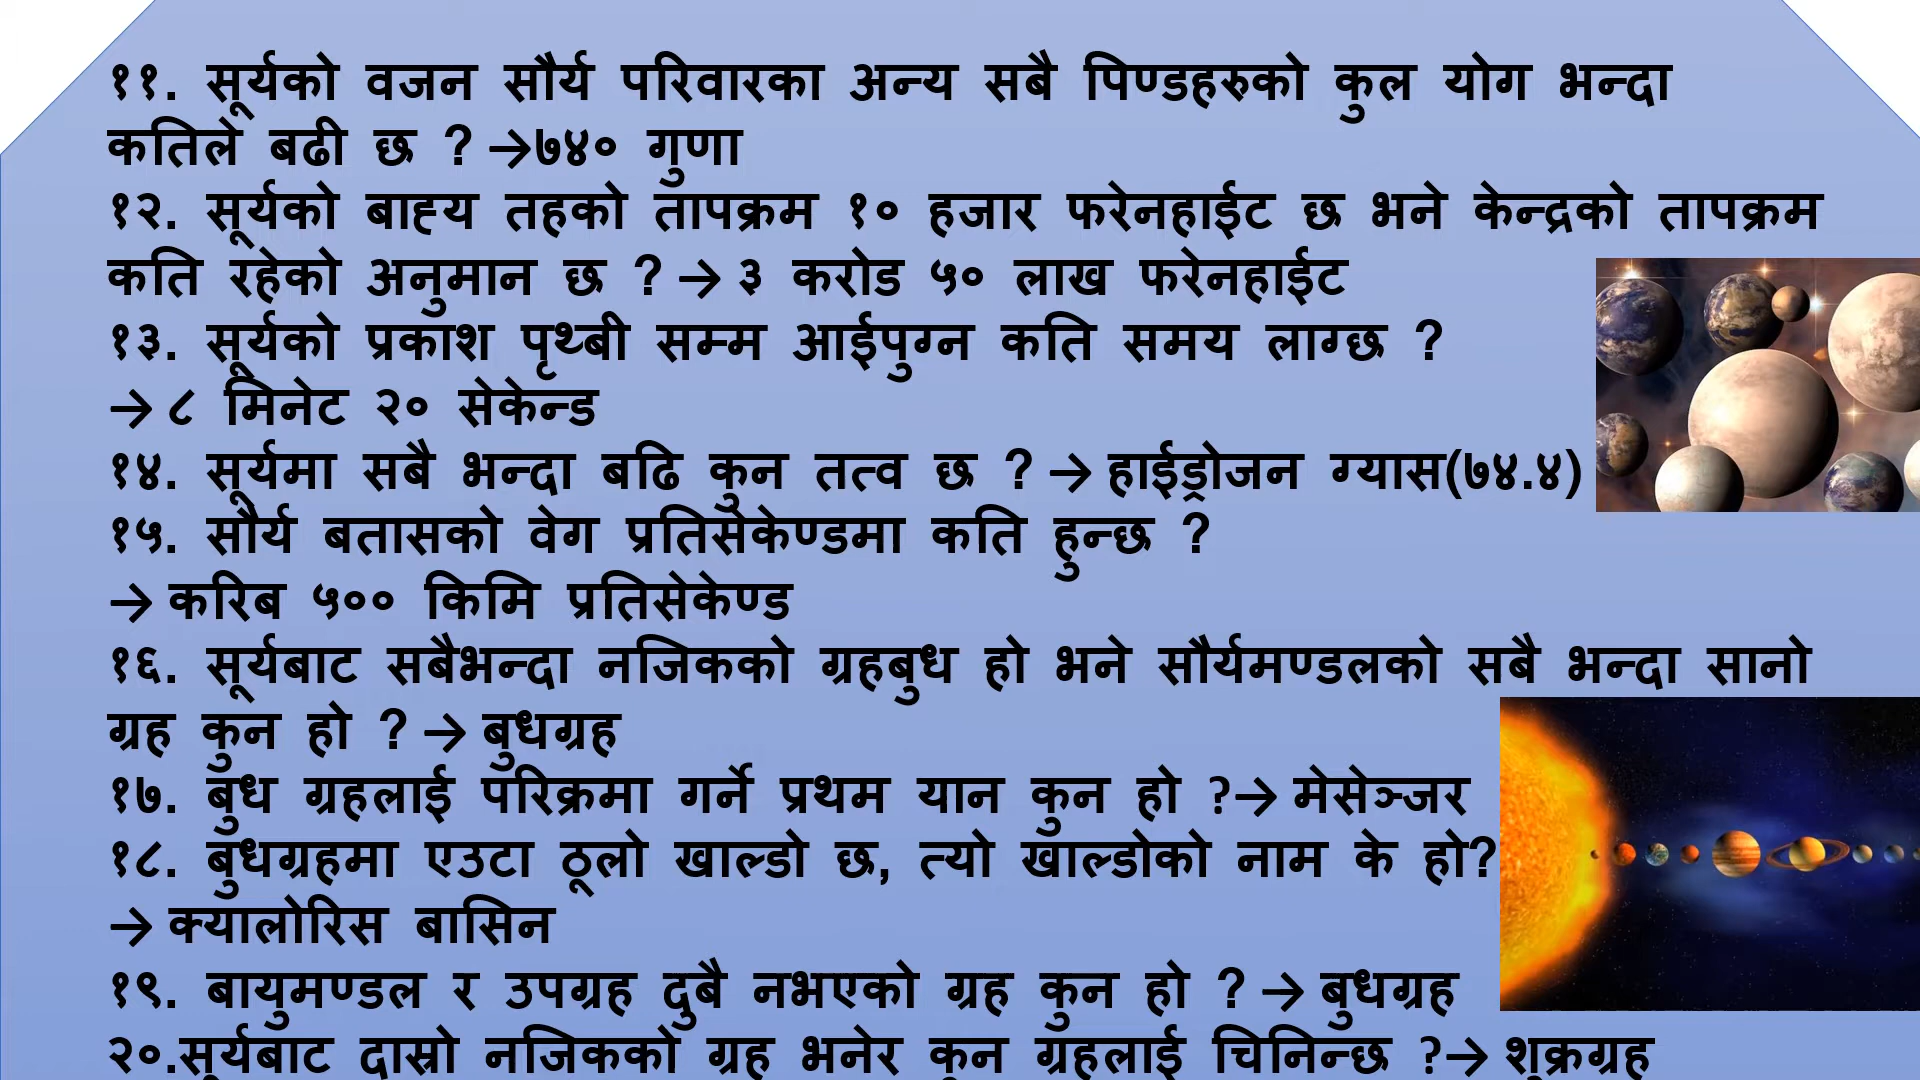 ११. सूर्यको वजन सौर्य परिवारका अन्य सबै पिण्डहरुको कुल योग भन्दा
कतिले बढी छ ? →७४० गुणा
१२. सूर्यको बाह्य तहको तापक्रम १० हजार फरेनहाईट छ भने केन्द्रको तापक्रम
कति रहेको अनुमान छ ? → ३ करोड ५० लाख फरेनहाईट
१३. सूर्यको प्रकाश पृथ्बी सम्म आईपुग्न कति समय लाग्छ ?
→ ८ मिनेट २० सेकेन्ड
१४. सूर्यमा सबै भन्दा बढि कुन तत्व छ ? → हाईड्रोजन ग्यास(७४.४)
१५. सौर्य बतासको वेग प्रतिसेकेण्डमा कति हुन्छ ?
→ करिब ५०० किमि प्रतिसेकेण्ड
१६. सूर्यबाट सबैभन्दा नजिकको ग्रहबुध हो भने सौर्यमण्डलको सबै भन्दा सानो
ग्रह कुन हो ? → बुधग्रह
१७. बुध ग्रहलाई परिक्रमा गर्ने प्रथम यान कुन हो ?→ मेसेञ्जर
१८. बुधग्रहमा एउटा ठूलो खाल्डो छ, त्यो खाल्डोको नाम के हो?
→ क्यालोरिस बासिन
१९. बायुमण्डल र उपग्रह दुबै नभएको ग्रह कुन हो ? → बुधग्रह
२०.सूर्यबाट दास्रो नजिकको ग्रह भनेर कुन ग्रहलाई चिनिन्छ ?→ शुक्रग्रह